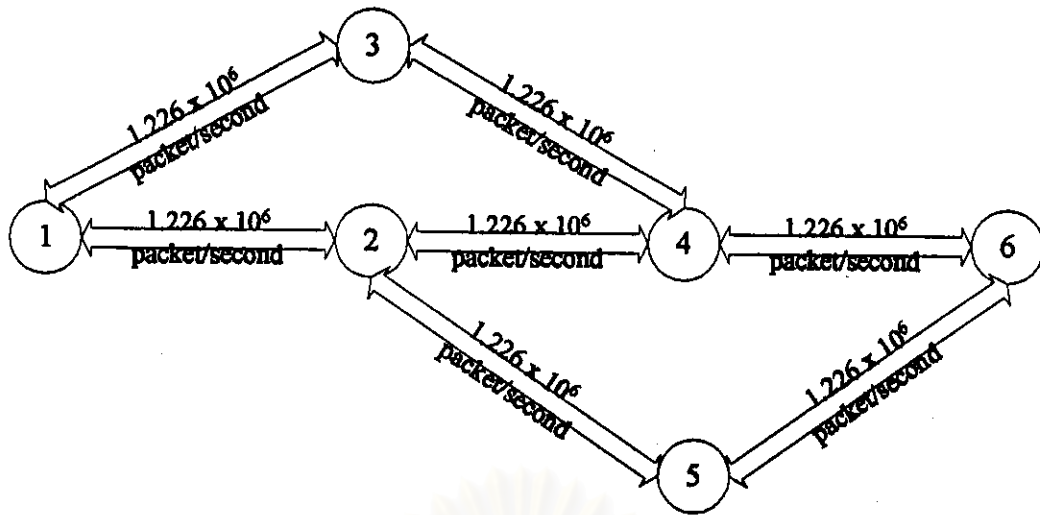 3
1.226 x 10⁶
packet/second
1.226 x 10⁶
packet/second
1
1.226 x 10⁶
packet/second
2
1.226 x 10⁶
packet/second
4
1.226 x 10⁶
packet/second
6
1.226 x 10⁶
packet/second
1.226 x 10⁶
packet/second
5